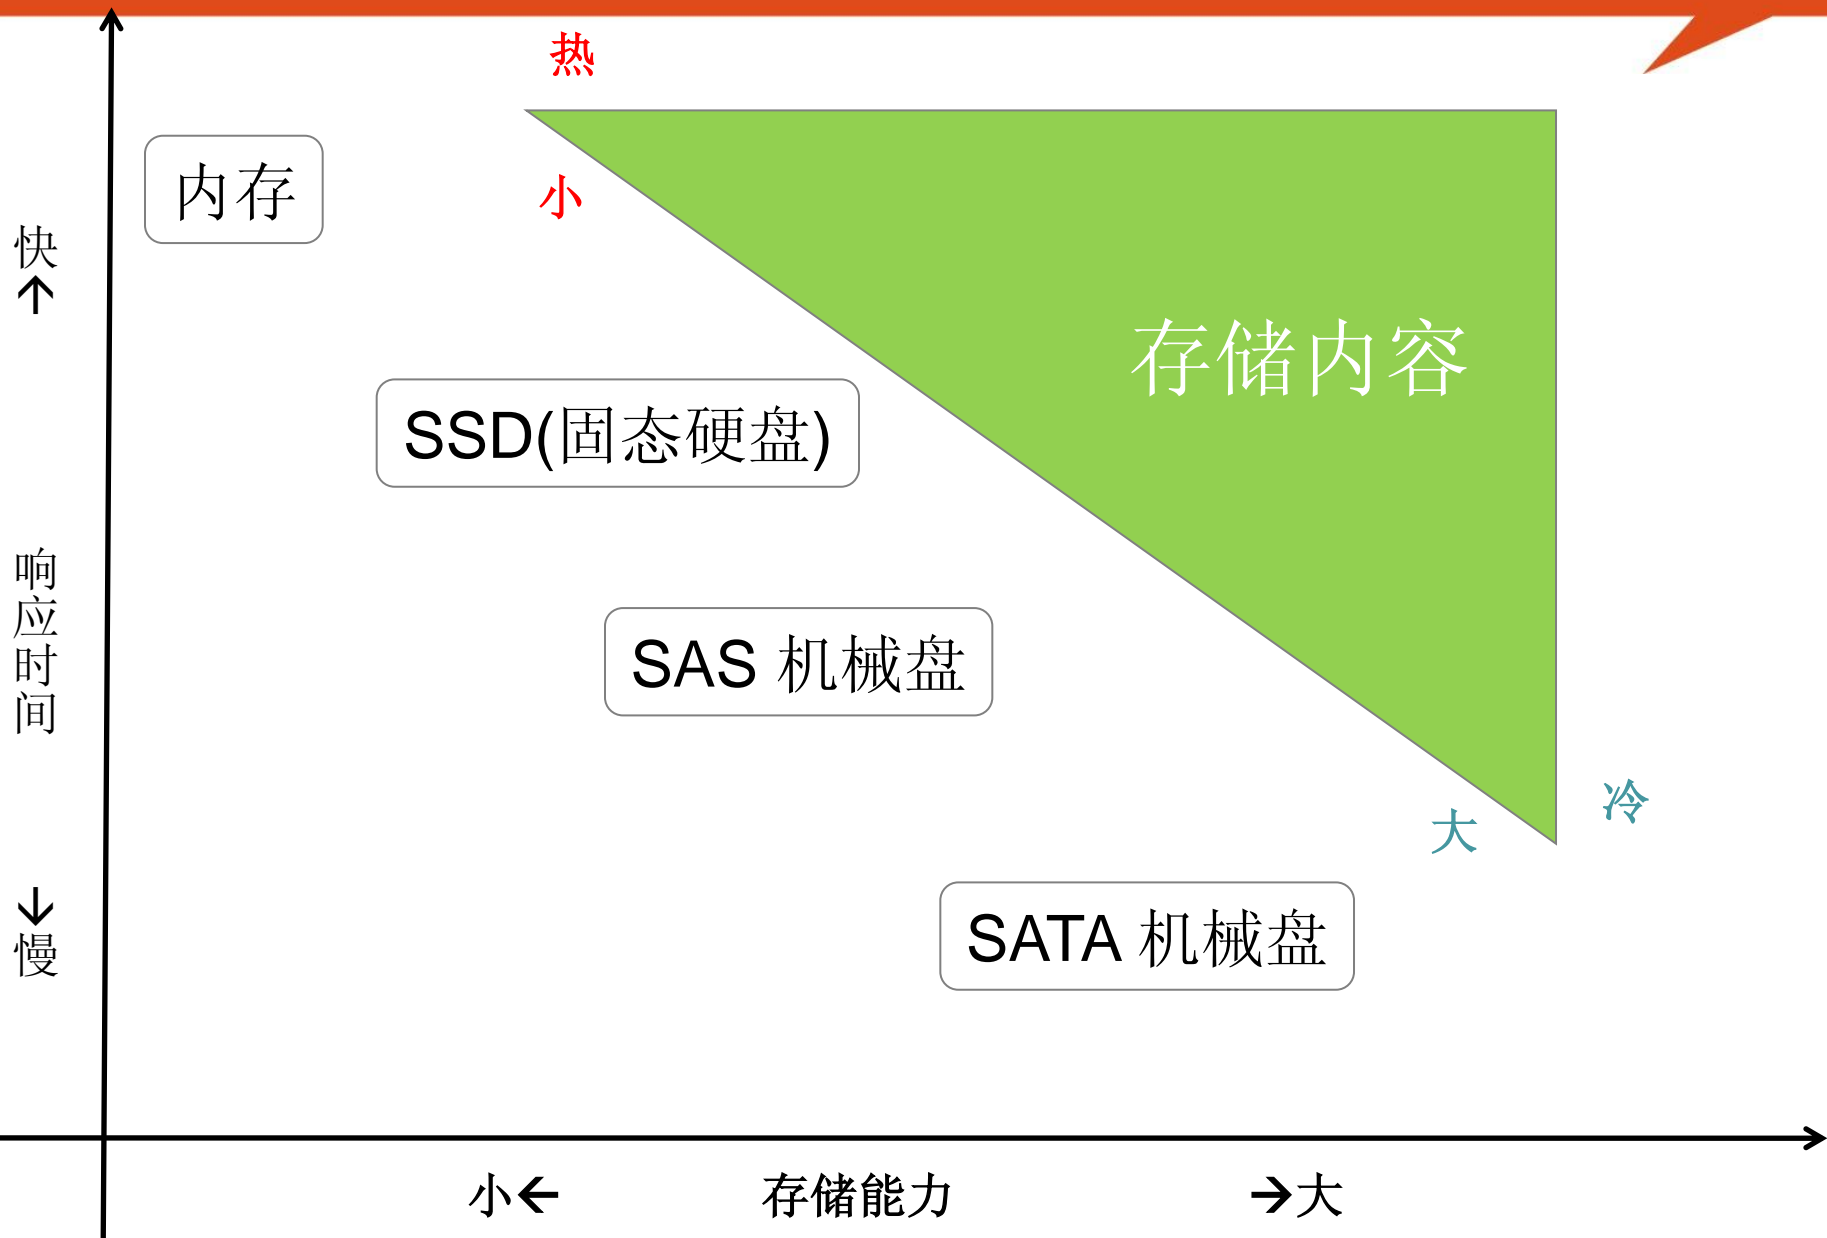 热
内存
小
快
↑
存储内容
SSD(固态硬盘)
响应时间
SAS 机械盘
冷
大
↓
慢
SATA 机械盘
小← 存储能力 →大